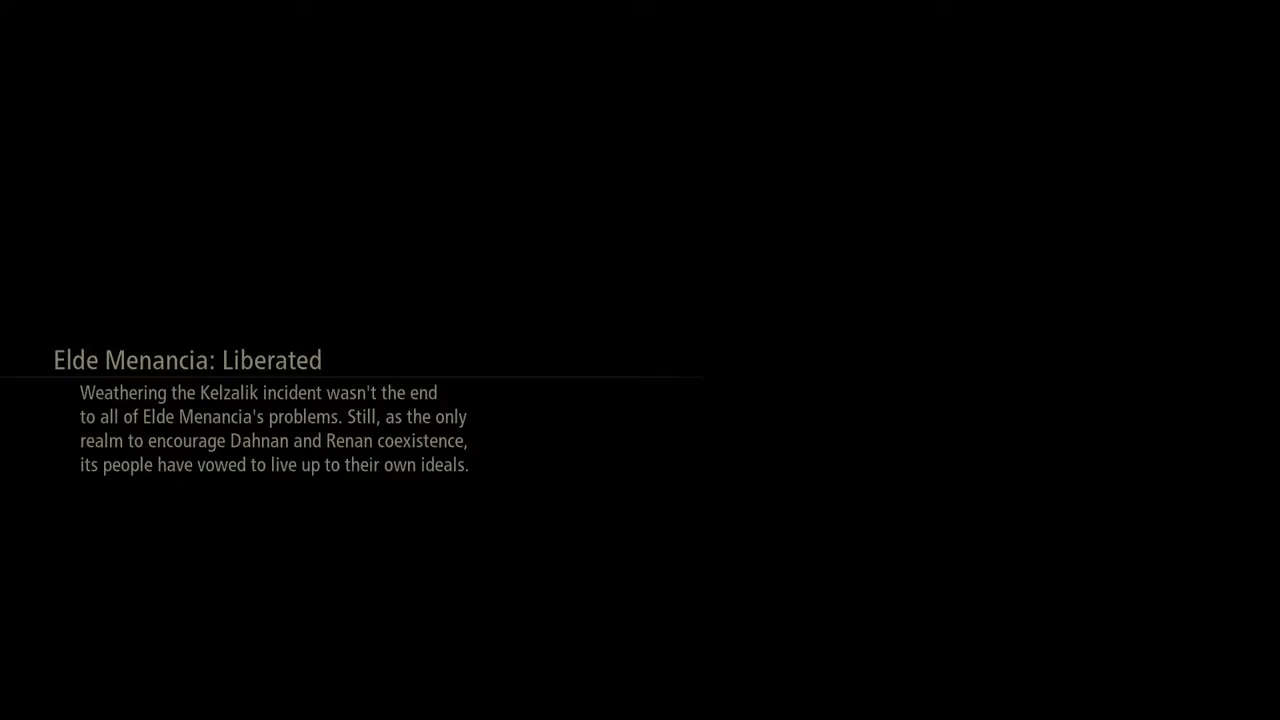 Elde Menancia: Liberated
Weathering the Kelzalik incident wasn't the end
to all of Elde Menancia's problems. Still, as the only
realm to encourage Dahnan and Renan coexistence,
its people have vowed to live up to their own ideals.